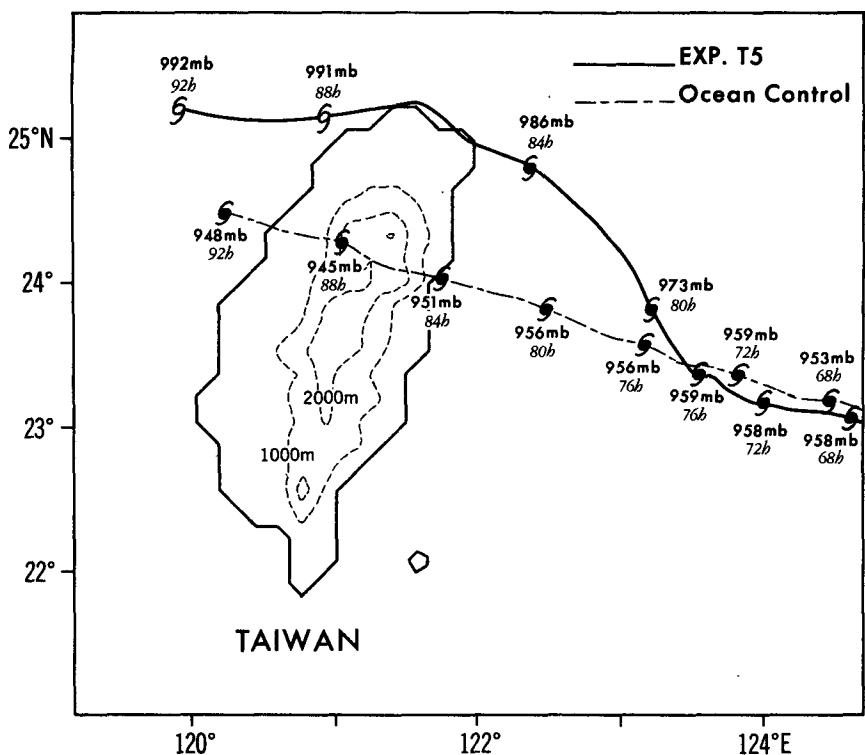 EXP. T5
Ocean Control
992mb
92h
991mb
88h
986mb
84h
25°N
948mb
92h
945mb
88h
951mb
84h
24°
973mb
80h
956mb
80h
956mb
76h
959mb
72h
959mb
76h
953mb
68h
958mb
72h
958mb
68h
2000m
23°
1000m
22°
TAIWAN
120°
122°
124°E